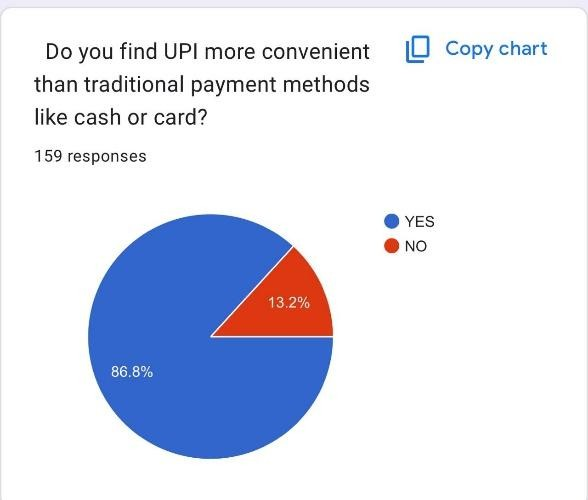 Do you find UPI more convenient
than traditional payment methods
like cash or card?
Copy chart
159 responses
YES
NO
13.2%
86.8%